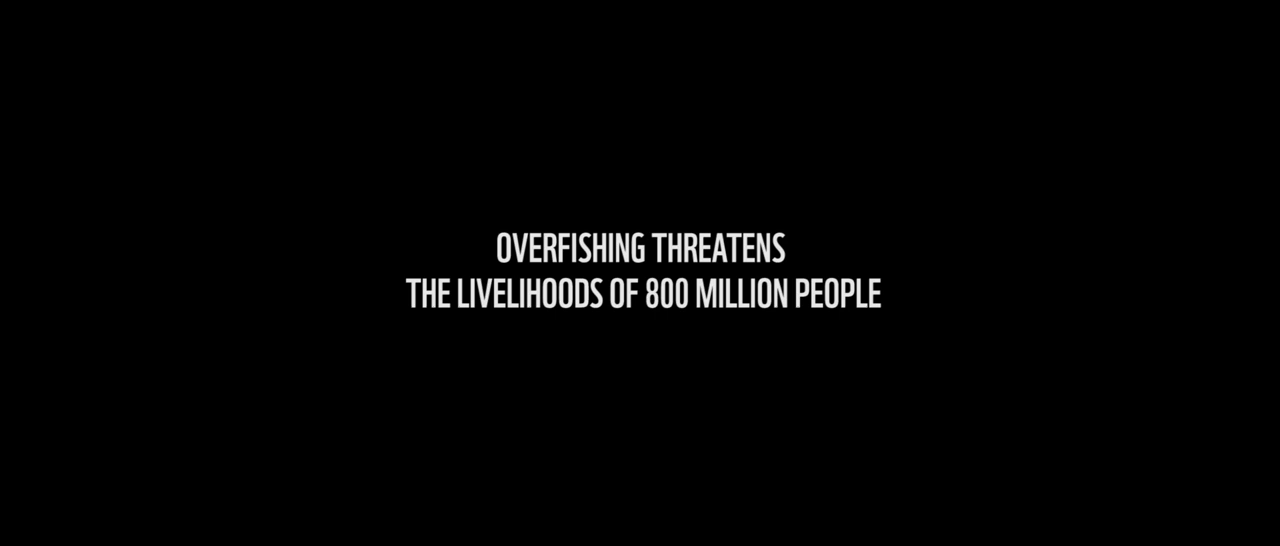 OVERFISHING THREATENS
THE LIVELIHOODS OF 800 MILLION PEOPLE